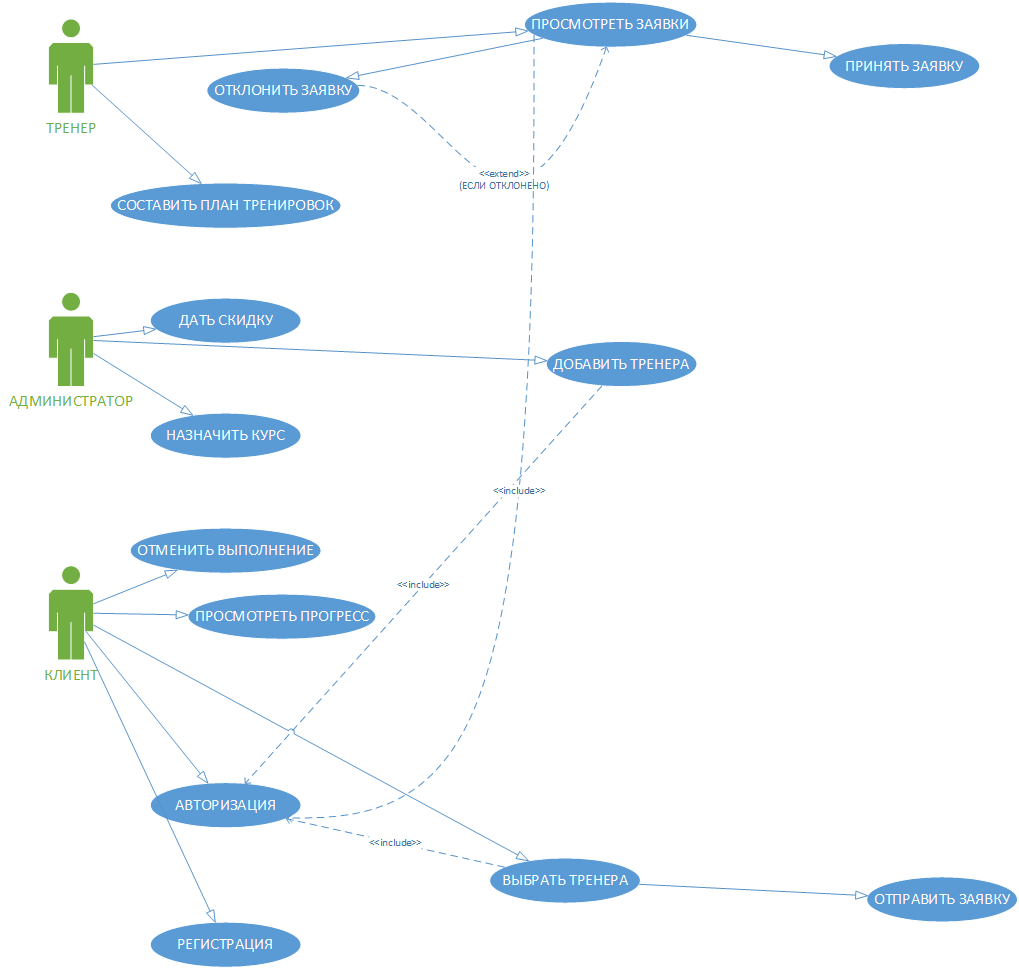 ПРОСМОТРЕТЬ ЗАЯВКИ
ПРИНЯТЬ ЗАЯВКУ
ОТКЛОНИТЬ ЗАЯВКУ
ТРЕНЕР
<<extend>>
(ЕСЛИ ОТКЛОНЕНО)
СОСТАВИТЬ ПЛАН ТРЕНИРОВОК
ДАТЬ СКИДКУ
ДОБАВИТЬ ТРЕНЕРА
АДМИНИСТРАТОР
НАЗНАЧИТЬ КУРС
<<include>>
ОТМЕНИТЬ ВЫПОЛНЕНИЕ
<<include>>
ПРОСМОТРЕТЬ ПРОГРЕСС
КЛИЕНТ
АВТОРИЗАЦИЯ
<<include>>
ВЫБРАТЬ ТРЕНЕРА
ОТПРАВИТЬ ЗАЯВКУ
РЕГИСТРАЦИЯ